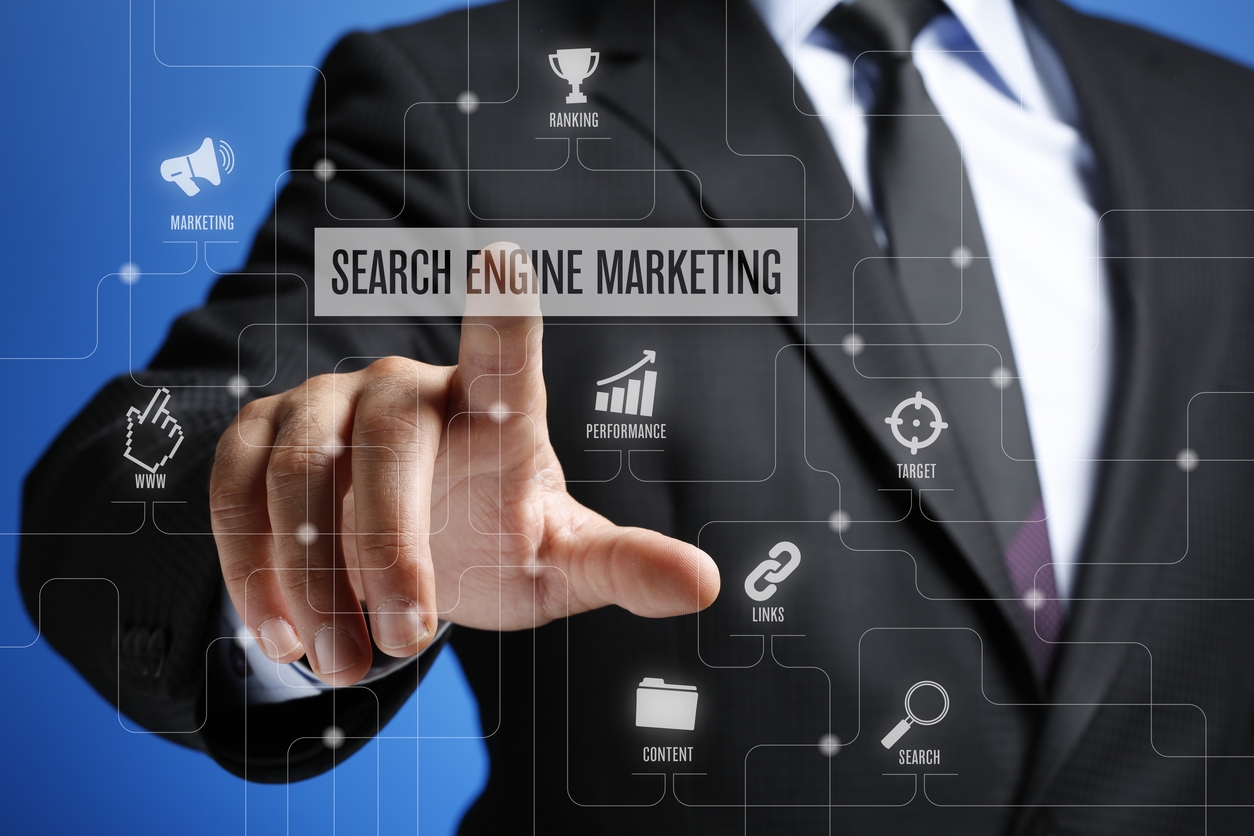 RANKING
MARKETING
SEARCH ENGINE MARKETING
PERFORMANCE
TARGET
WWW
LINKS
CONTENT
SEARCH